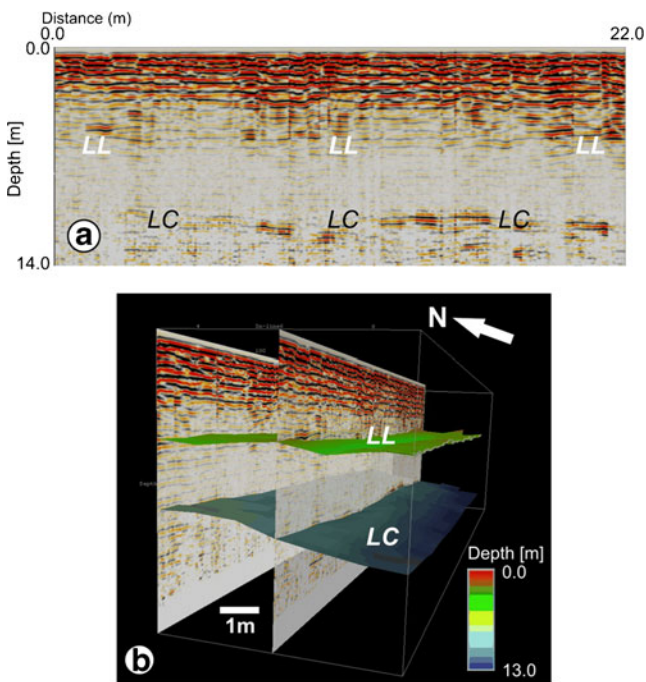 Distance (m)
0.0 22.0
0.0
Depth [m]
LL LL LL
LC LC LC
a
14.0
N
LL
LC
Depth [m]
0.0
1m
13.0
b